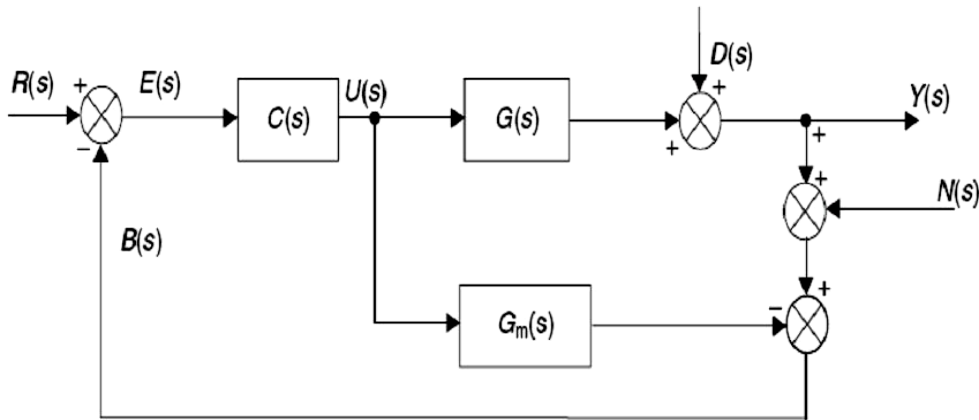 D(s)
R(s) + E(s) C(s) U(s) G(s) + + Y(s)
−
+
+ N(s)
B(s)
+
Gm(s) −